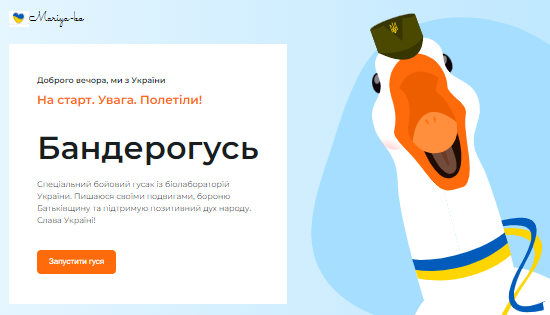 Mariya-ko
Доброго вечора, ми з України
На старт. Увага. Полетіли!
Бандерогусь
Спеціальний бойовий гусак із біолабораторій
України. Пишаюся своїми подвигами, бороню
Батьківщину та підтримую позитивний дух народу.
Слава Україні!
Запустити гуся